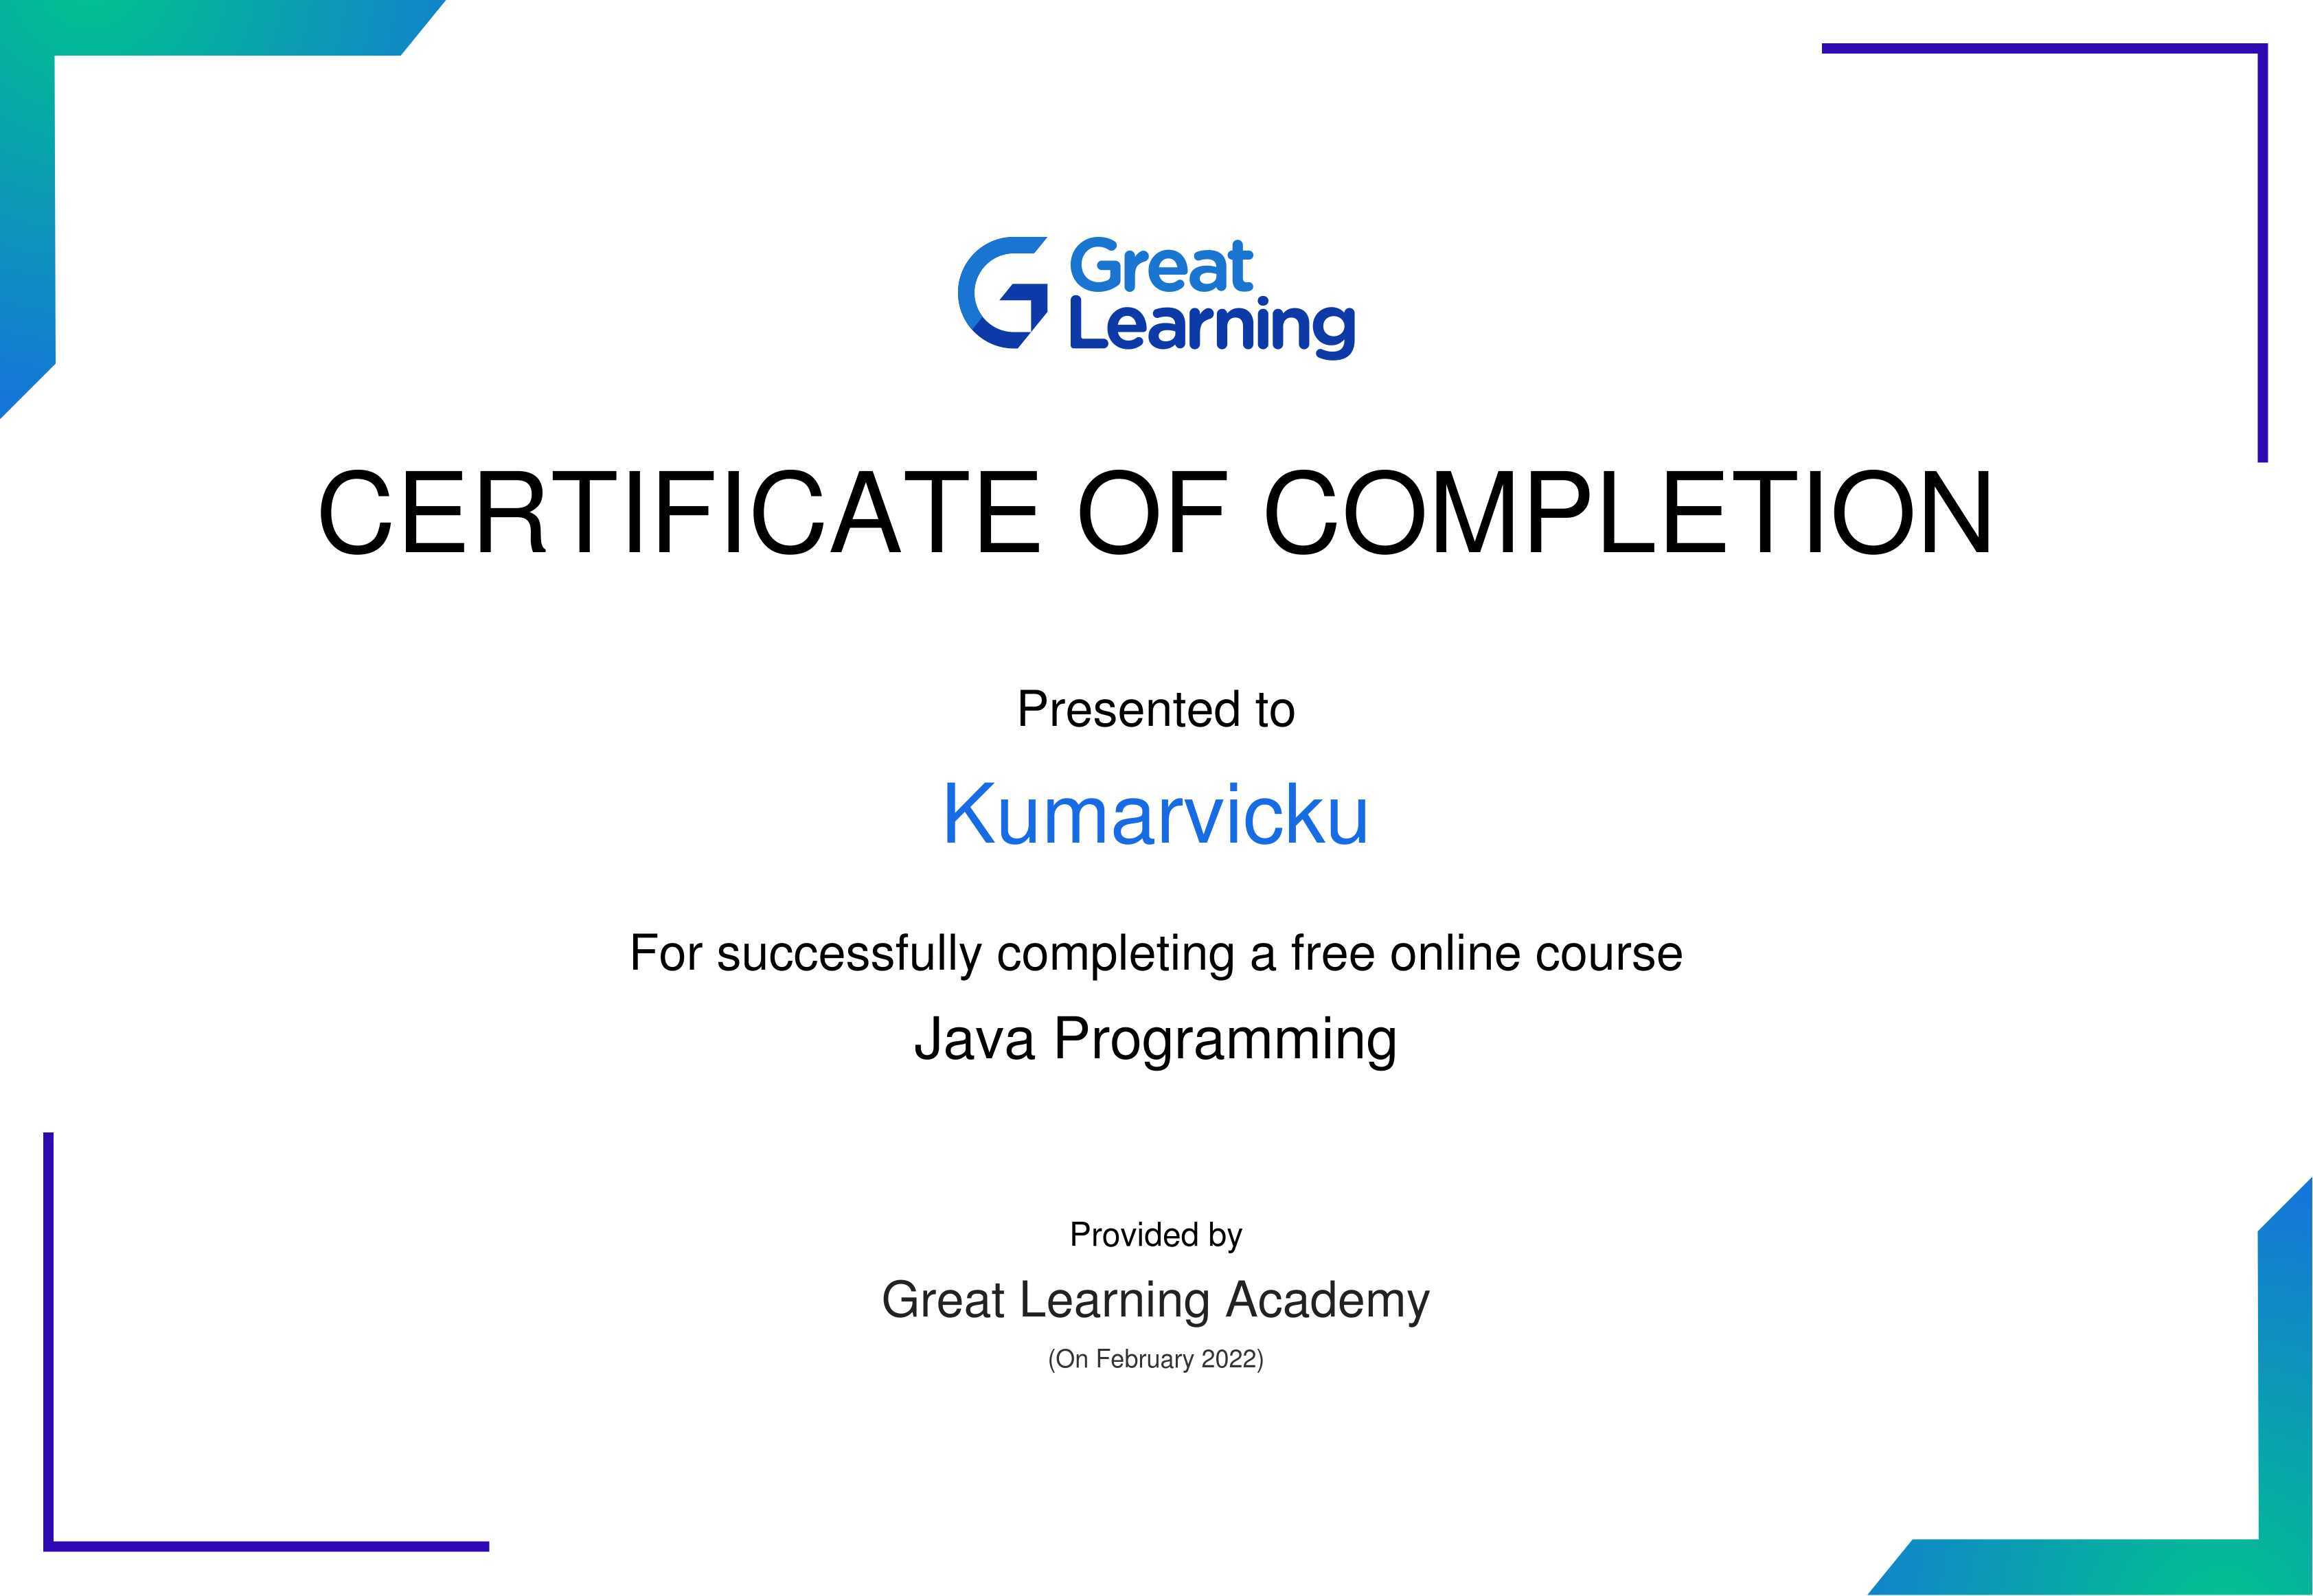 Great
Learning
CERTIFICATE OF COMPLETION
Presented to
Kumarvicku
For successfully completing a free online course
Java Programming
Provided by
Great Learning Academy
(On February 2022)